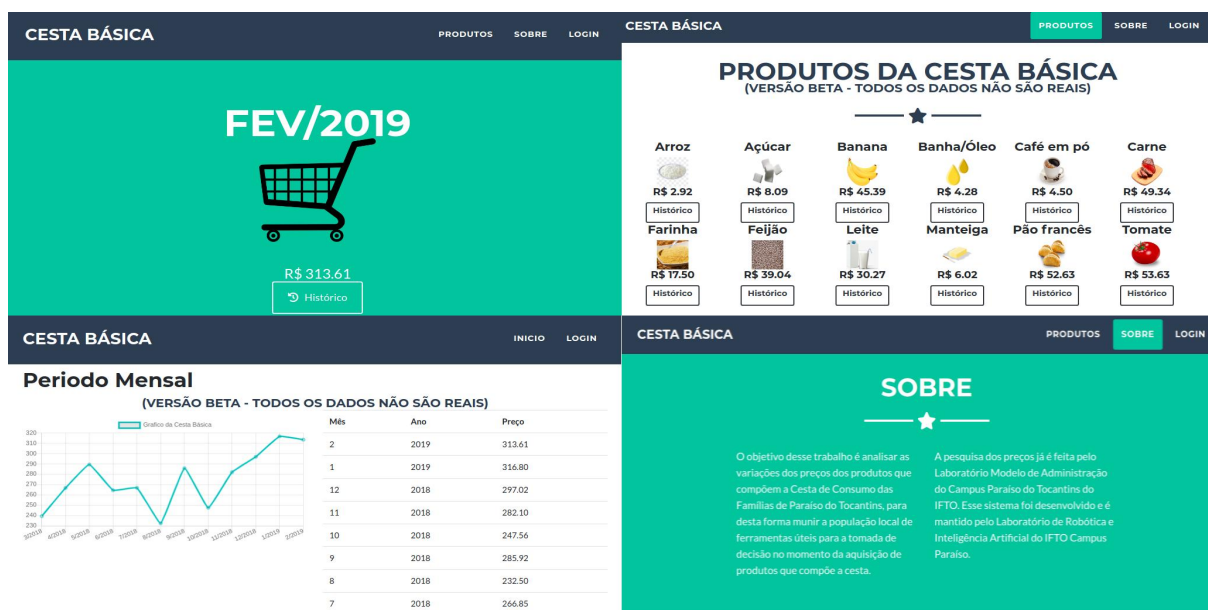 CESTA BÁSICA
PRODUTOS SOBRE LOGIN
FEV/2019
R$ 313.61
Histórico
CESTA BÁSICA
PRODUTOS SOBRE LOGIN
PRODUTOS DA CESTA BÁSICA
(VERSÃO BETA - TODOS OS DADOS NÃO SÃO REAIS)
Arroz Açúcar Banana Banha/Óleo Café em pó Carne
R$ 2.92 R$ 8.09 R$ 45.39 R$ 4.28 R$ 4.50 R$ 49.34
Histórico Histórico Histórico Histórico Histórico Histórico
Farinha Feijão Leite Manteiga Pão francês Tomate
R$ 17.50 R$ 39.04 R$ 30.27 R$ 6.02 R$ 52.63 R$ 53.63
Histórico Histórico Histórico Histórico Histórico Histórico
CESTA BÁSICA
INICIO LOGIN
Periodo Mensal
(VERSÃO BETA - TODOS OS DADOS NÃO SÃO REAIS)
Grafico da Cesta Básica
320
310
300
290
280
270
260
250
240
230
3/2018 4/2018 5/2018 6/2018 7/2018 8/2018 9/2018 10/2018 11/2018 12/2018 1/2019 2/2019
Mês Ano Preço
2 2019 313.61
1 2019 316.80
12 2018 297.02
11 2018 282.10
10 2018 247.56
9 2018 285.92
8 2018 232.50
7 2018 266.85
CESTA BÁSICA
PRODUTOS SOBRE LOGIN
SOBRE
O objetivo desse trabalho é analisar as
variações dos preços dos produtos que
compõem a Cesta de Consumo das
Famílias de Paraiso do Tocantins, para
desta forma munir a população local de
ferramentas úteis para a tomada de
decisão no momento da aquisição de
produtos que compõe a cesta.
A pesquisa dos preços já é feita pelo
Laboratório Modelo de Administração
do Campus Paraíso do Tocantins do
IFTO. Esse sistema foi desenvolvido e é
mantido pelo Laboratório de Robótica e
Inteligência Artificial do IFTO Campus
Paraíso.